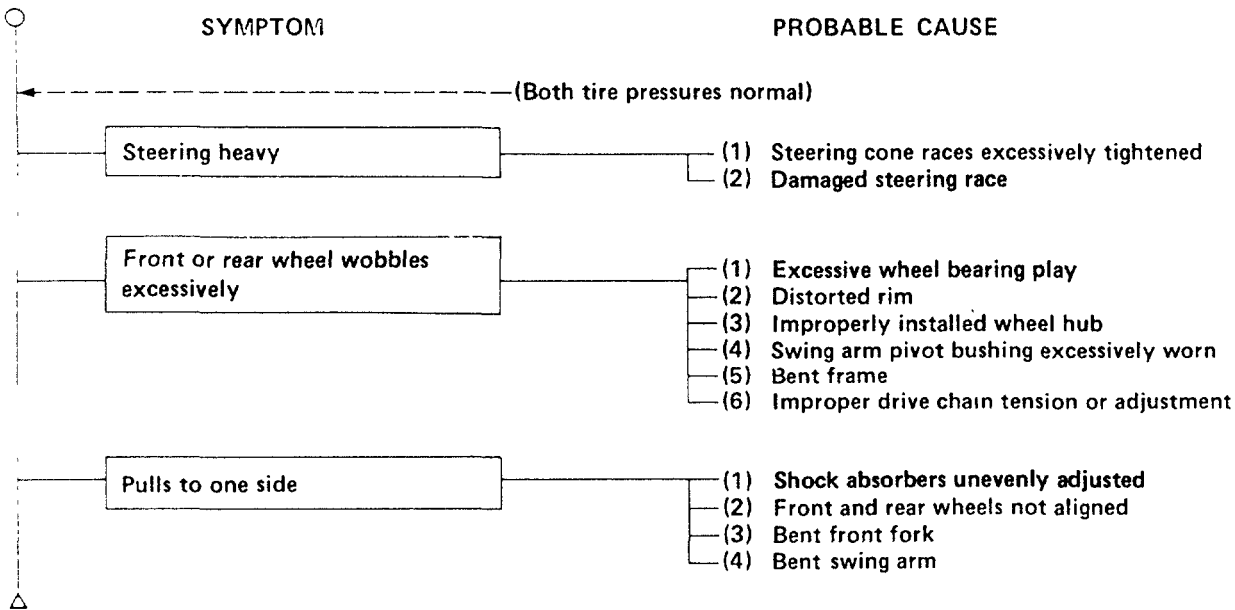 SYMPTOM PROBABLE CAUSE
(Both tire pressures normal)
Steering heavy
(1) Steering cone races excessively tightened
(2) Damaged steering race
Front or rear wheel wobbles
excessively
(1) Excessive wheel bearing play
(2) Distorted rim
(3) Improperly installed wheel hub
(4) Swing arm pivot bushing excessively worn
(5) Bent frame
(6) Improper drive chain tension or adjustment
Pulls to one side
(1) Shock absorbers unevenly adjusted
(2) Front and rear wheels not aligned
(3) Bent front fork
(4) Bent swing arm